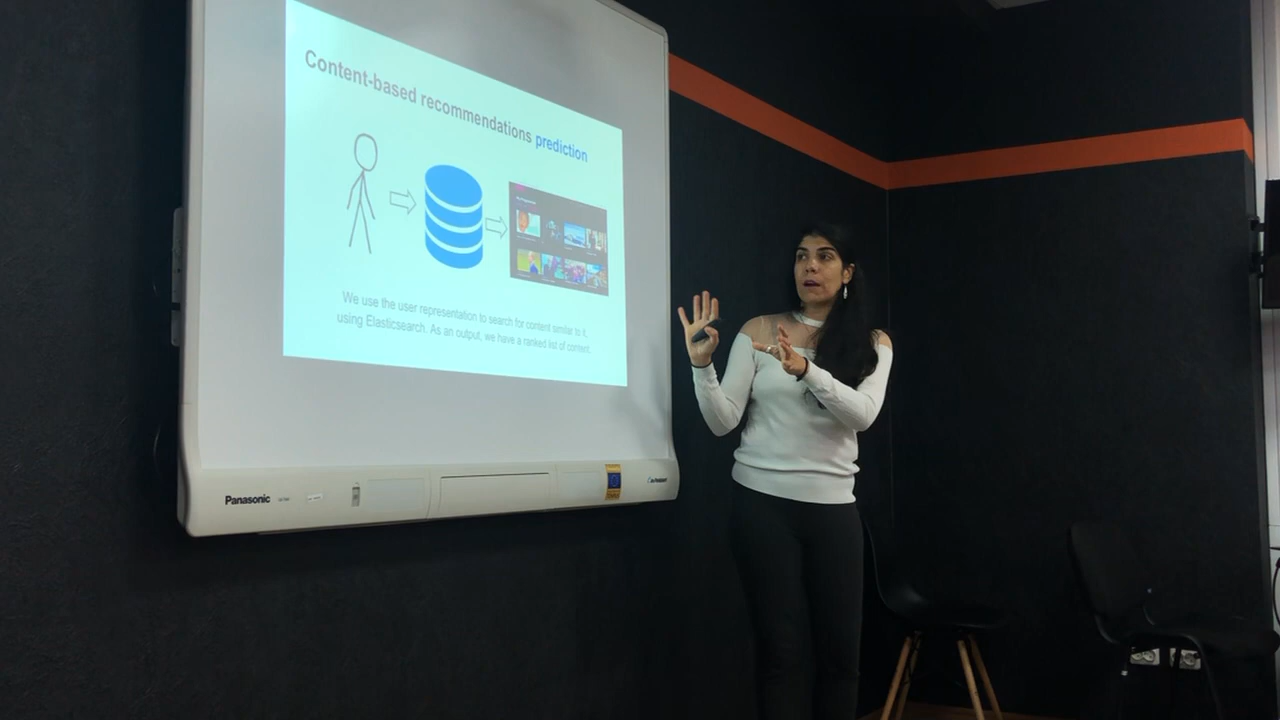 Content-based recommendations prediction
We use the user representation to search for content similar to it,
using Elasticsearch. As an output, we have a ranked list of content.
Panasonic